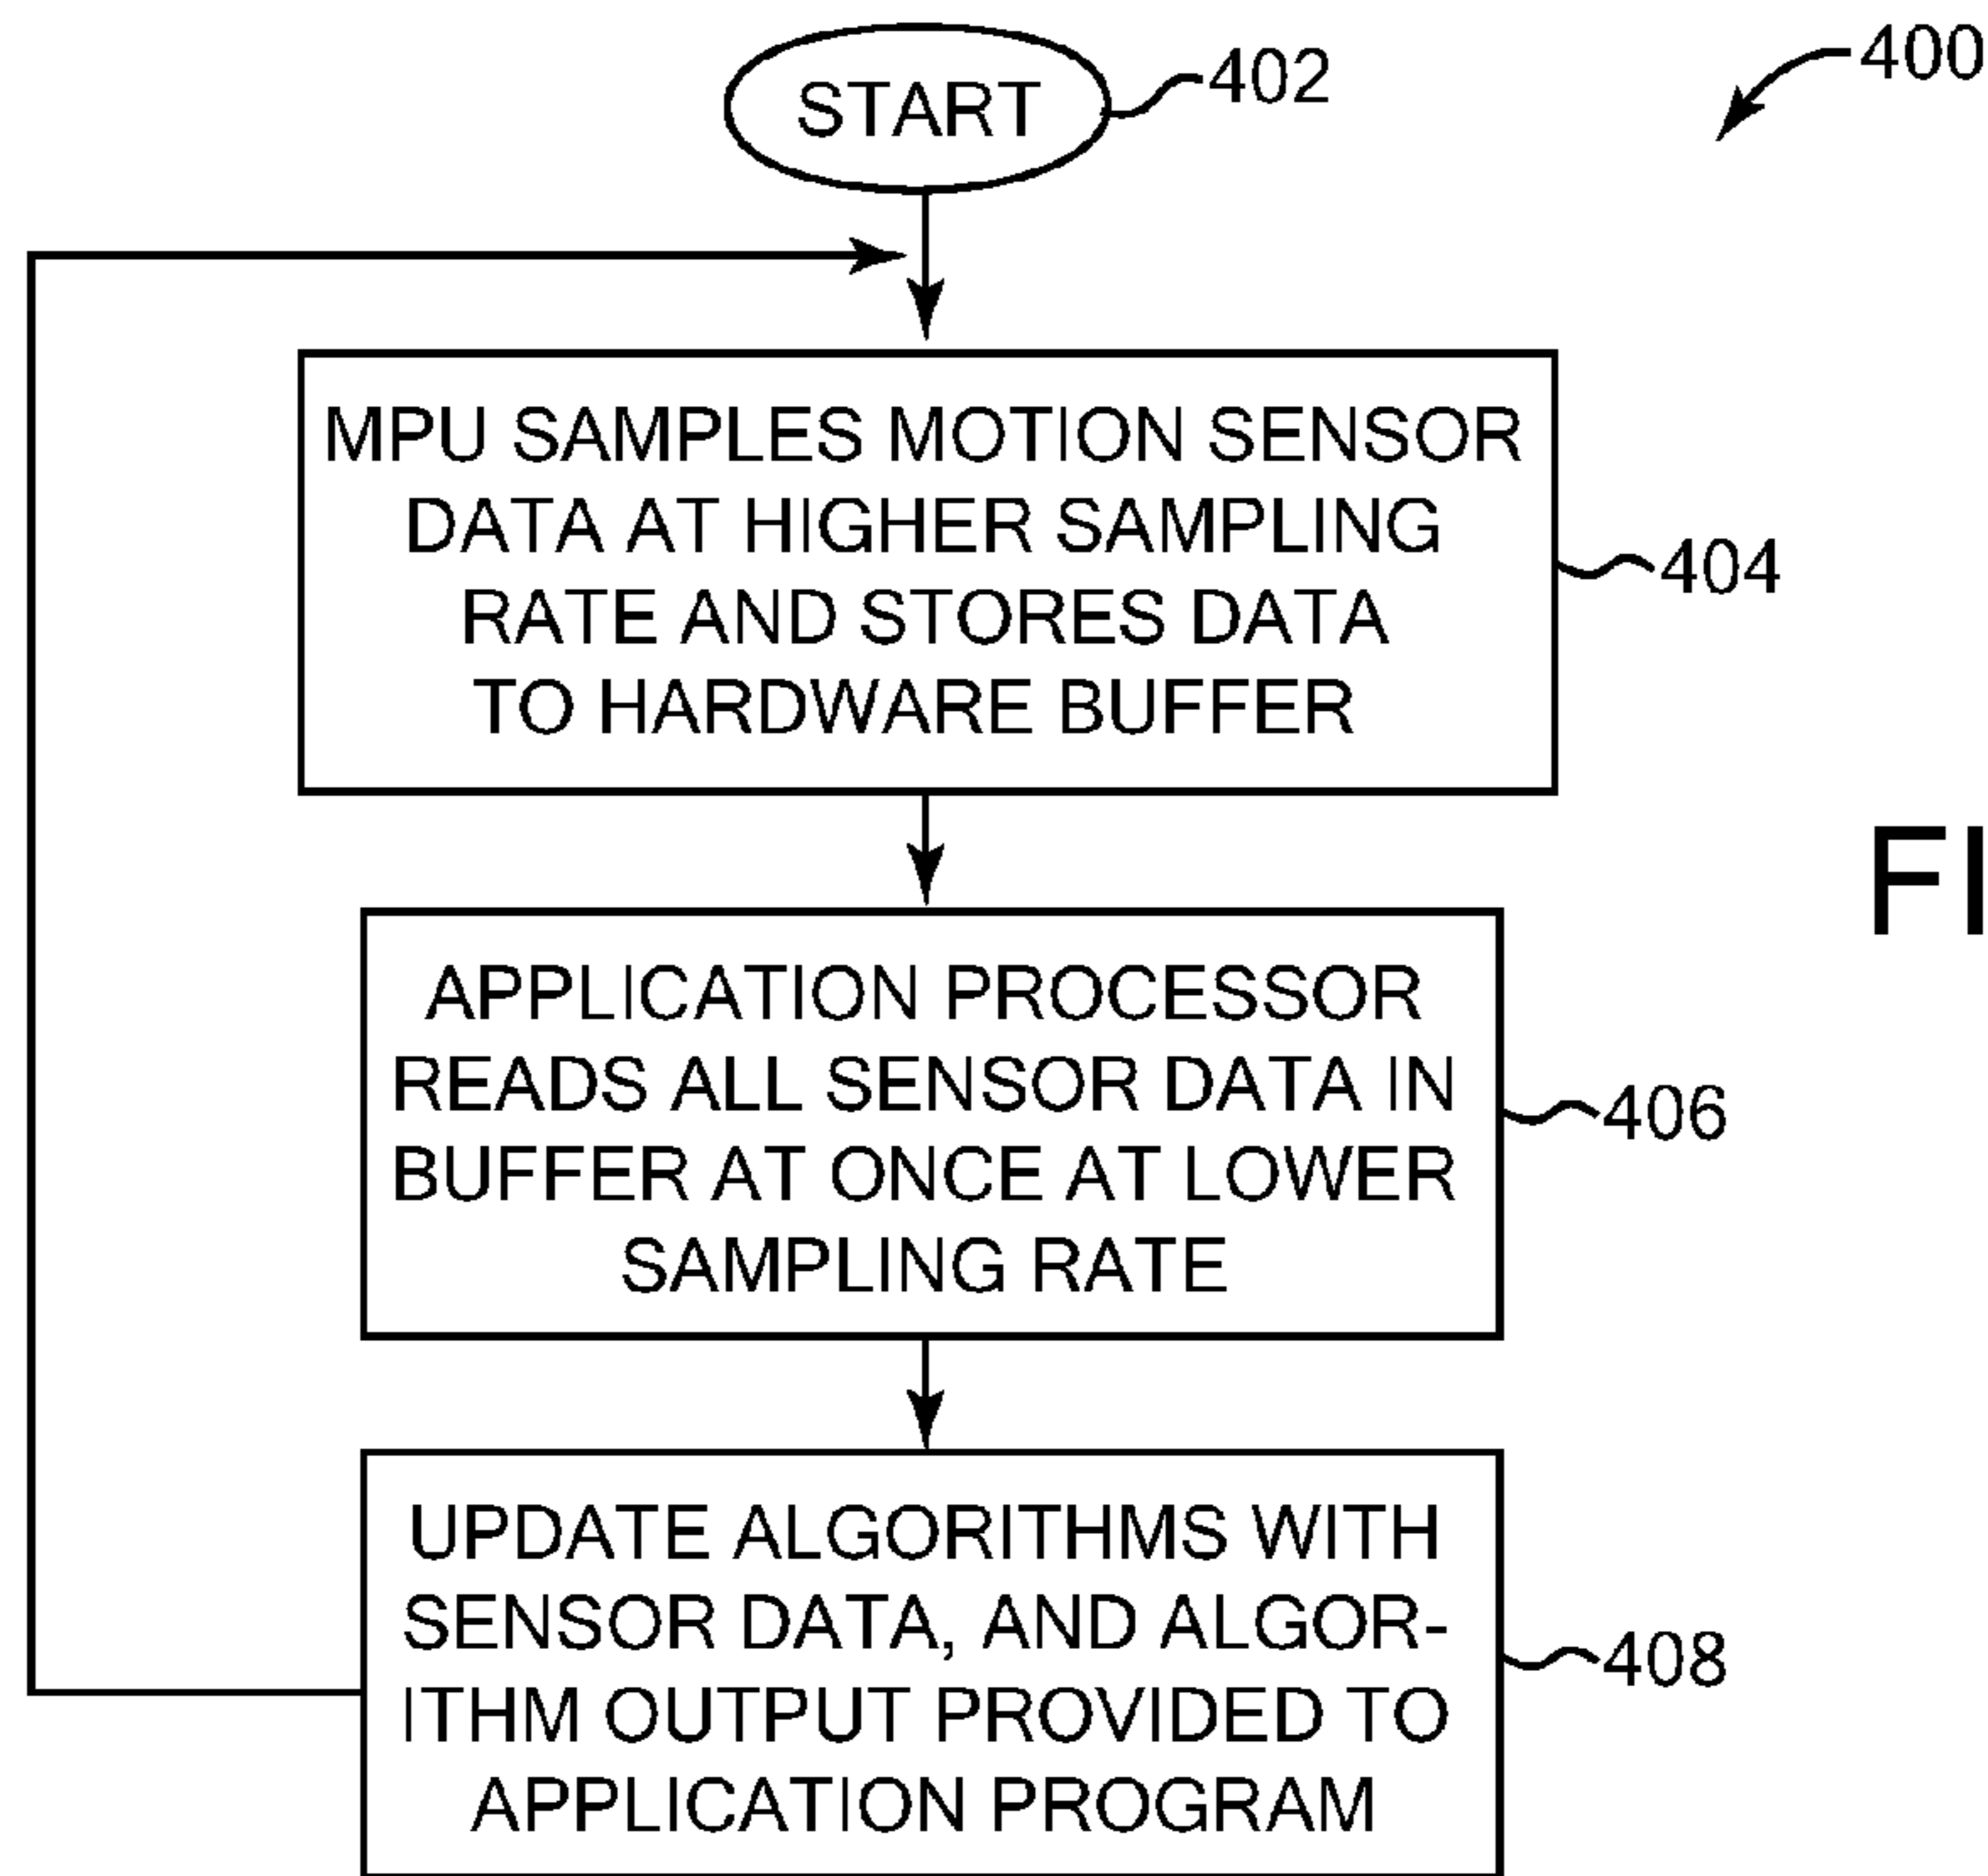 START
402
400
MPU SAMPLES MOTION SENSOR
DATA AT HIGHER SAMPLING
RATE AND STORES DATA
TO HARDWARE BUFFER
404
FI
APPLICATION PROCESSOR
READS ALL SENSOR DATA IN
BUFFER AT ONCE AT LOWER
SAMPLING RATE
406
UPDATE ALGORITHMS WITH
SENSOR DATA, AND ALGOR-
ITHM OUTPUT PROVIDED TO
APPLICATION PROGRAM
408